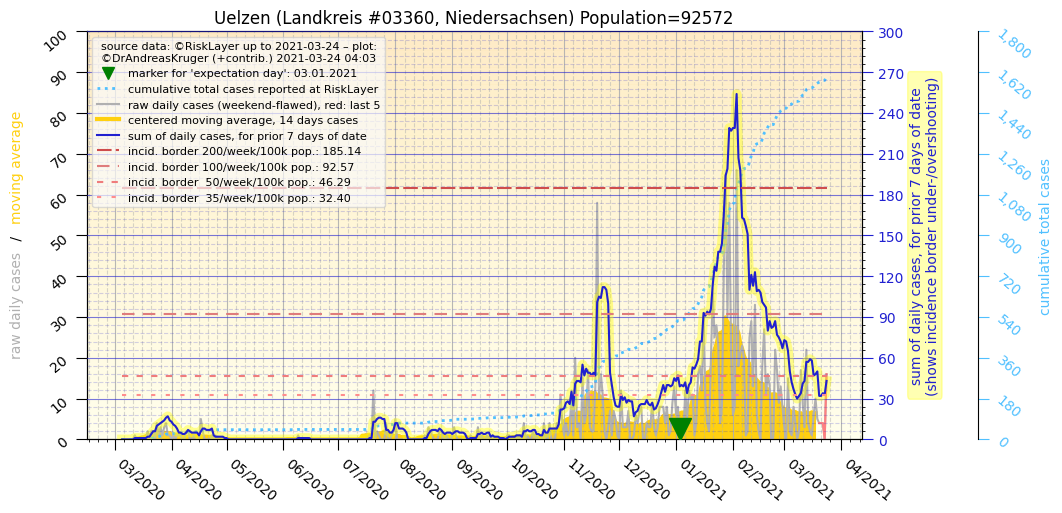 Uelzen (Landkreis #03360, Niedersachsen) Population=92572
source data: ©RiskLayer up to 2021-03-24 – plot:
©DrAndreasKruger (+contrib.) 2021-03-24 04:03
marker for 'expectation day': 03.01.2021
cumulative total cases reported at RiskLayer
raw daily cases (weekend-flawed), red: last 5
centered moving average, 14 days cases
sum of daily cases, for prior 7 days of date
incid. border 200/week/100k pop.: 185.14
incid. border 100/week/100k pop.: 92.57
incid. border  50/week/100k pop.: 46.29
incid. border  35/week/100k pop.: 32.40
raw daily cases / moving average
100
90
80
70
60
50
40
30
20
10
0
03/2020
04/2020
05/2020
06/2020
07/2020
08/2020
09/2020
10/2020
11/2020
12/2020
01/2021
02/2021
03/2021
04/2021
300
270
240
210
180
150
120
90
60
30
0
sum of daily cases, for prior 7 days of date
(shows incidence border under-/overshooting)
1,800
1,620
1,440
1,260
1,080
900
720
540
360
180
0
cumulative total cases